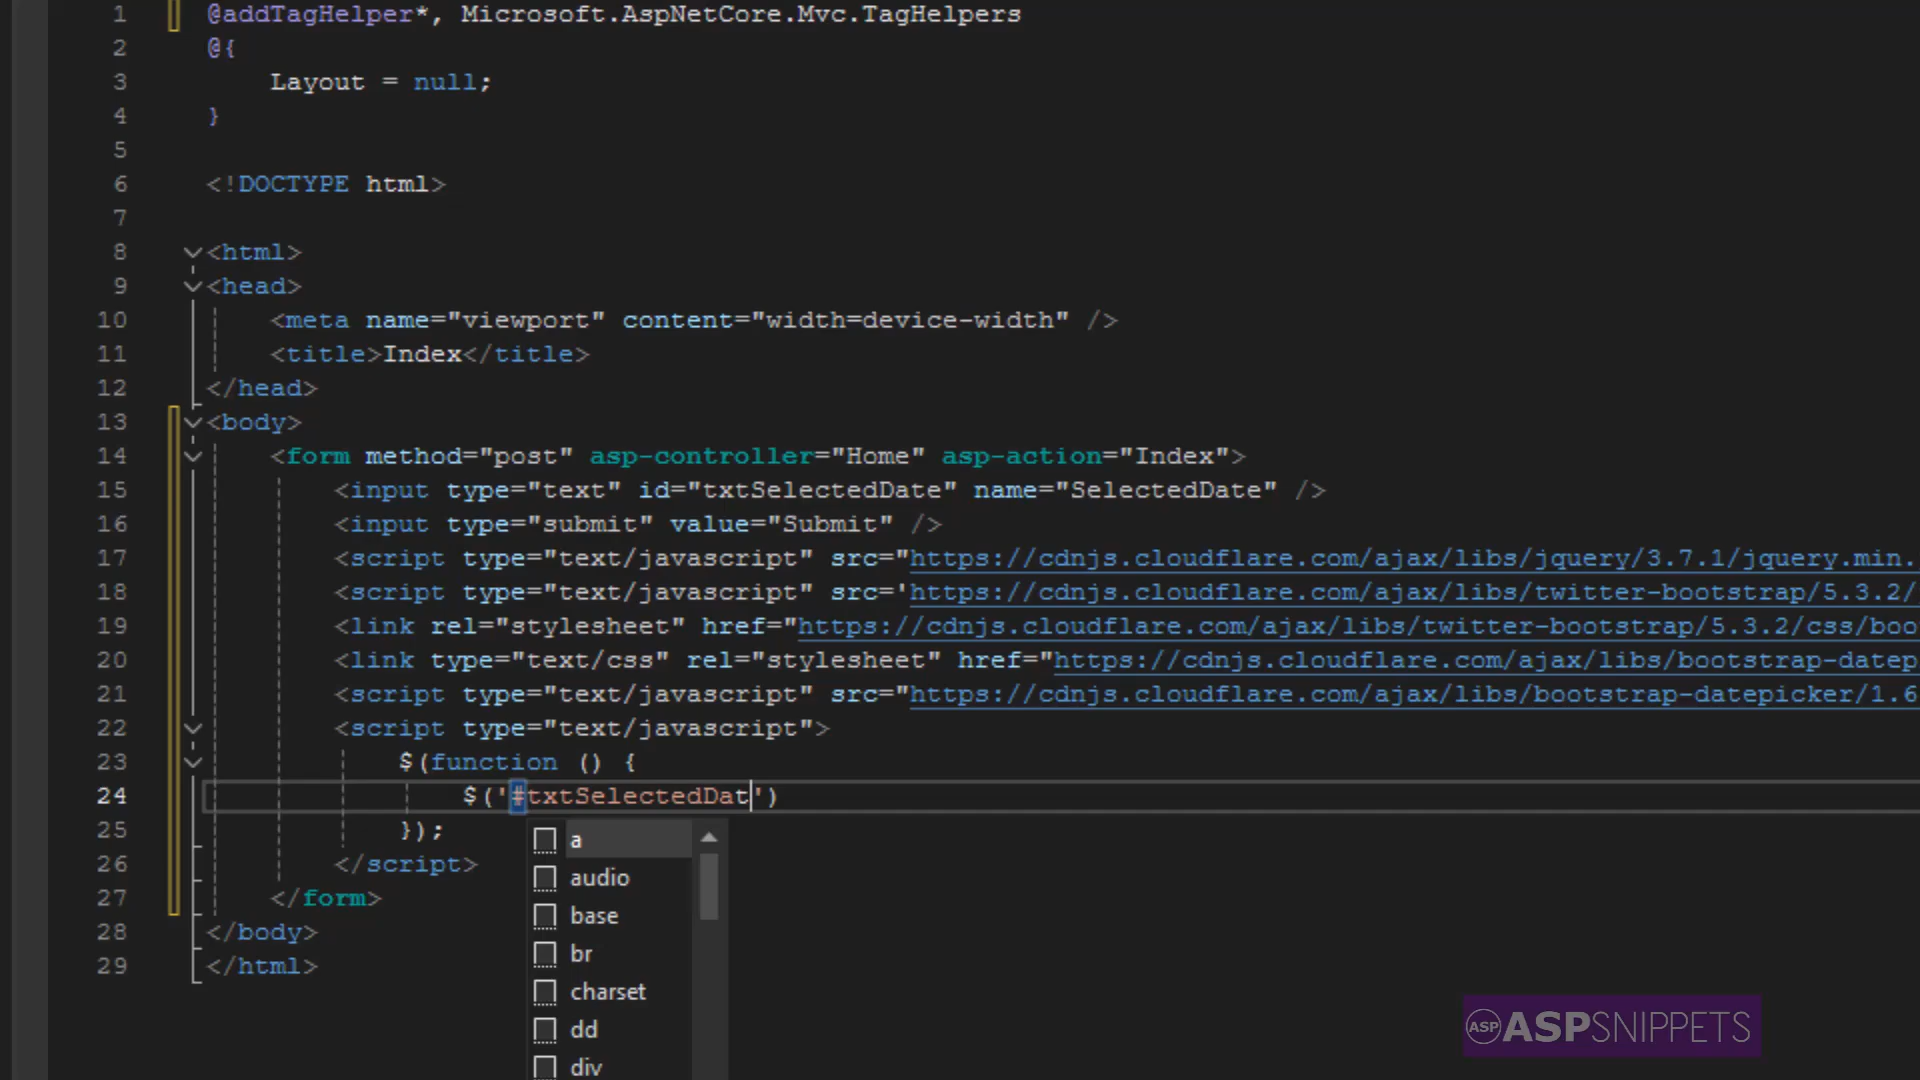 1 @addTagHelper*, Microsoft.AspNetCore.Mvc.TagHelpers
2 @{
3 Layout = null;
4 }
5
6 <!DOCTYPE html>
7
8 <html>
9 <head>
10 <meta name="viewport" content="width=device-width" />
11 <title>Index</title>
12 </head>
13 <body>
14 <form method="post" asp-controller="Home" asp-action="Index">
15 <input type="text" id="txtSelectedDate" name="SelectedDate" />
16 <input type="submit" value="Submit" />
17 <script type="text/javascript" src="https://cdnjs.cloudflare.com/ajax/libs/jquery/3.7.1/jquery.min.
18 <script type="text/javascript" src='https://cdnjs.cloudflare.com/ajax/libs/twitter-bootstrap/5.3.2/
19 <link rel="stylesheet" href="https://cdnjs.cloudflare.com/ajax/libs/twitter-bootstrap/5.3.2/css/boo
20 <link type="text/css" rel="stylesheet" href="https://cdnjs.cloudflare.com/ajax/libs/bootstrap-datep
21 <script type="text/javascript" src="https://cdnjs.cloudflare.com/ajax/libs/bootstrap-datepicker/1.6
22 <script type="text/javascript">
23 $(function () {
24 $('#txtSelectedDat')
25 });
26 </script>
27 </form>
28 </body>
29 </html>
a
audio
base
br
charset
dd
div
ASP ASPSNIPPETS